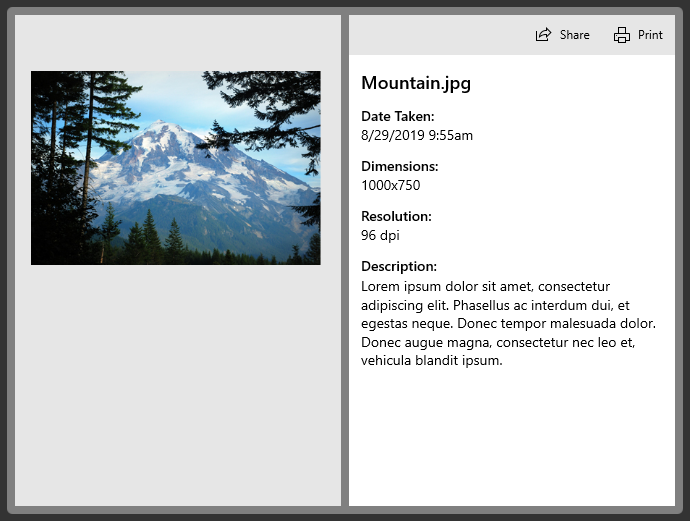 Share Print
Mountain.jpg
Date Taken:
8/29/2019 9:55am
Dimensions:
1000x750
Resolution:
96 dpi
Description:
Lorem ipsum dolor sit amet, consectetur
adipiscing elit. Phasellus ac interdum dui, et
egestas neque. Donec tempor malesuada dolor.
Donec augue magna, consectetur nec leo et,
vehicula blandit ipsum.